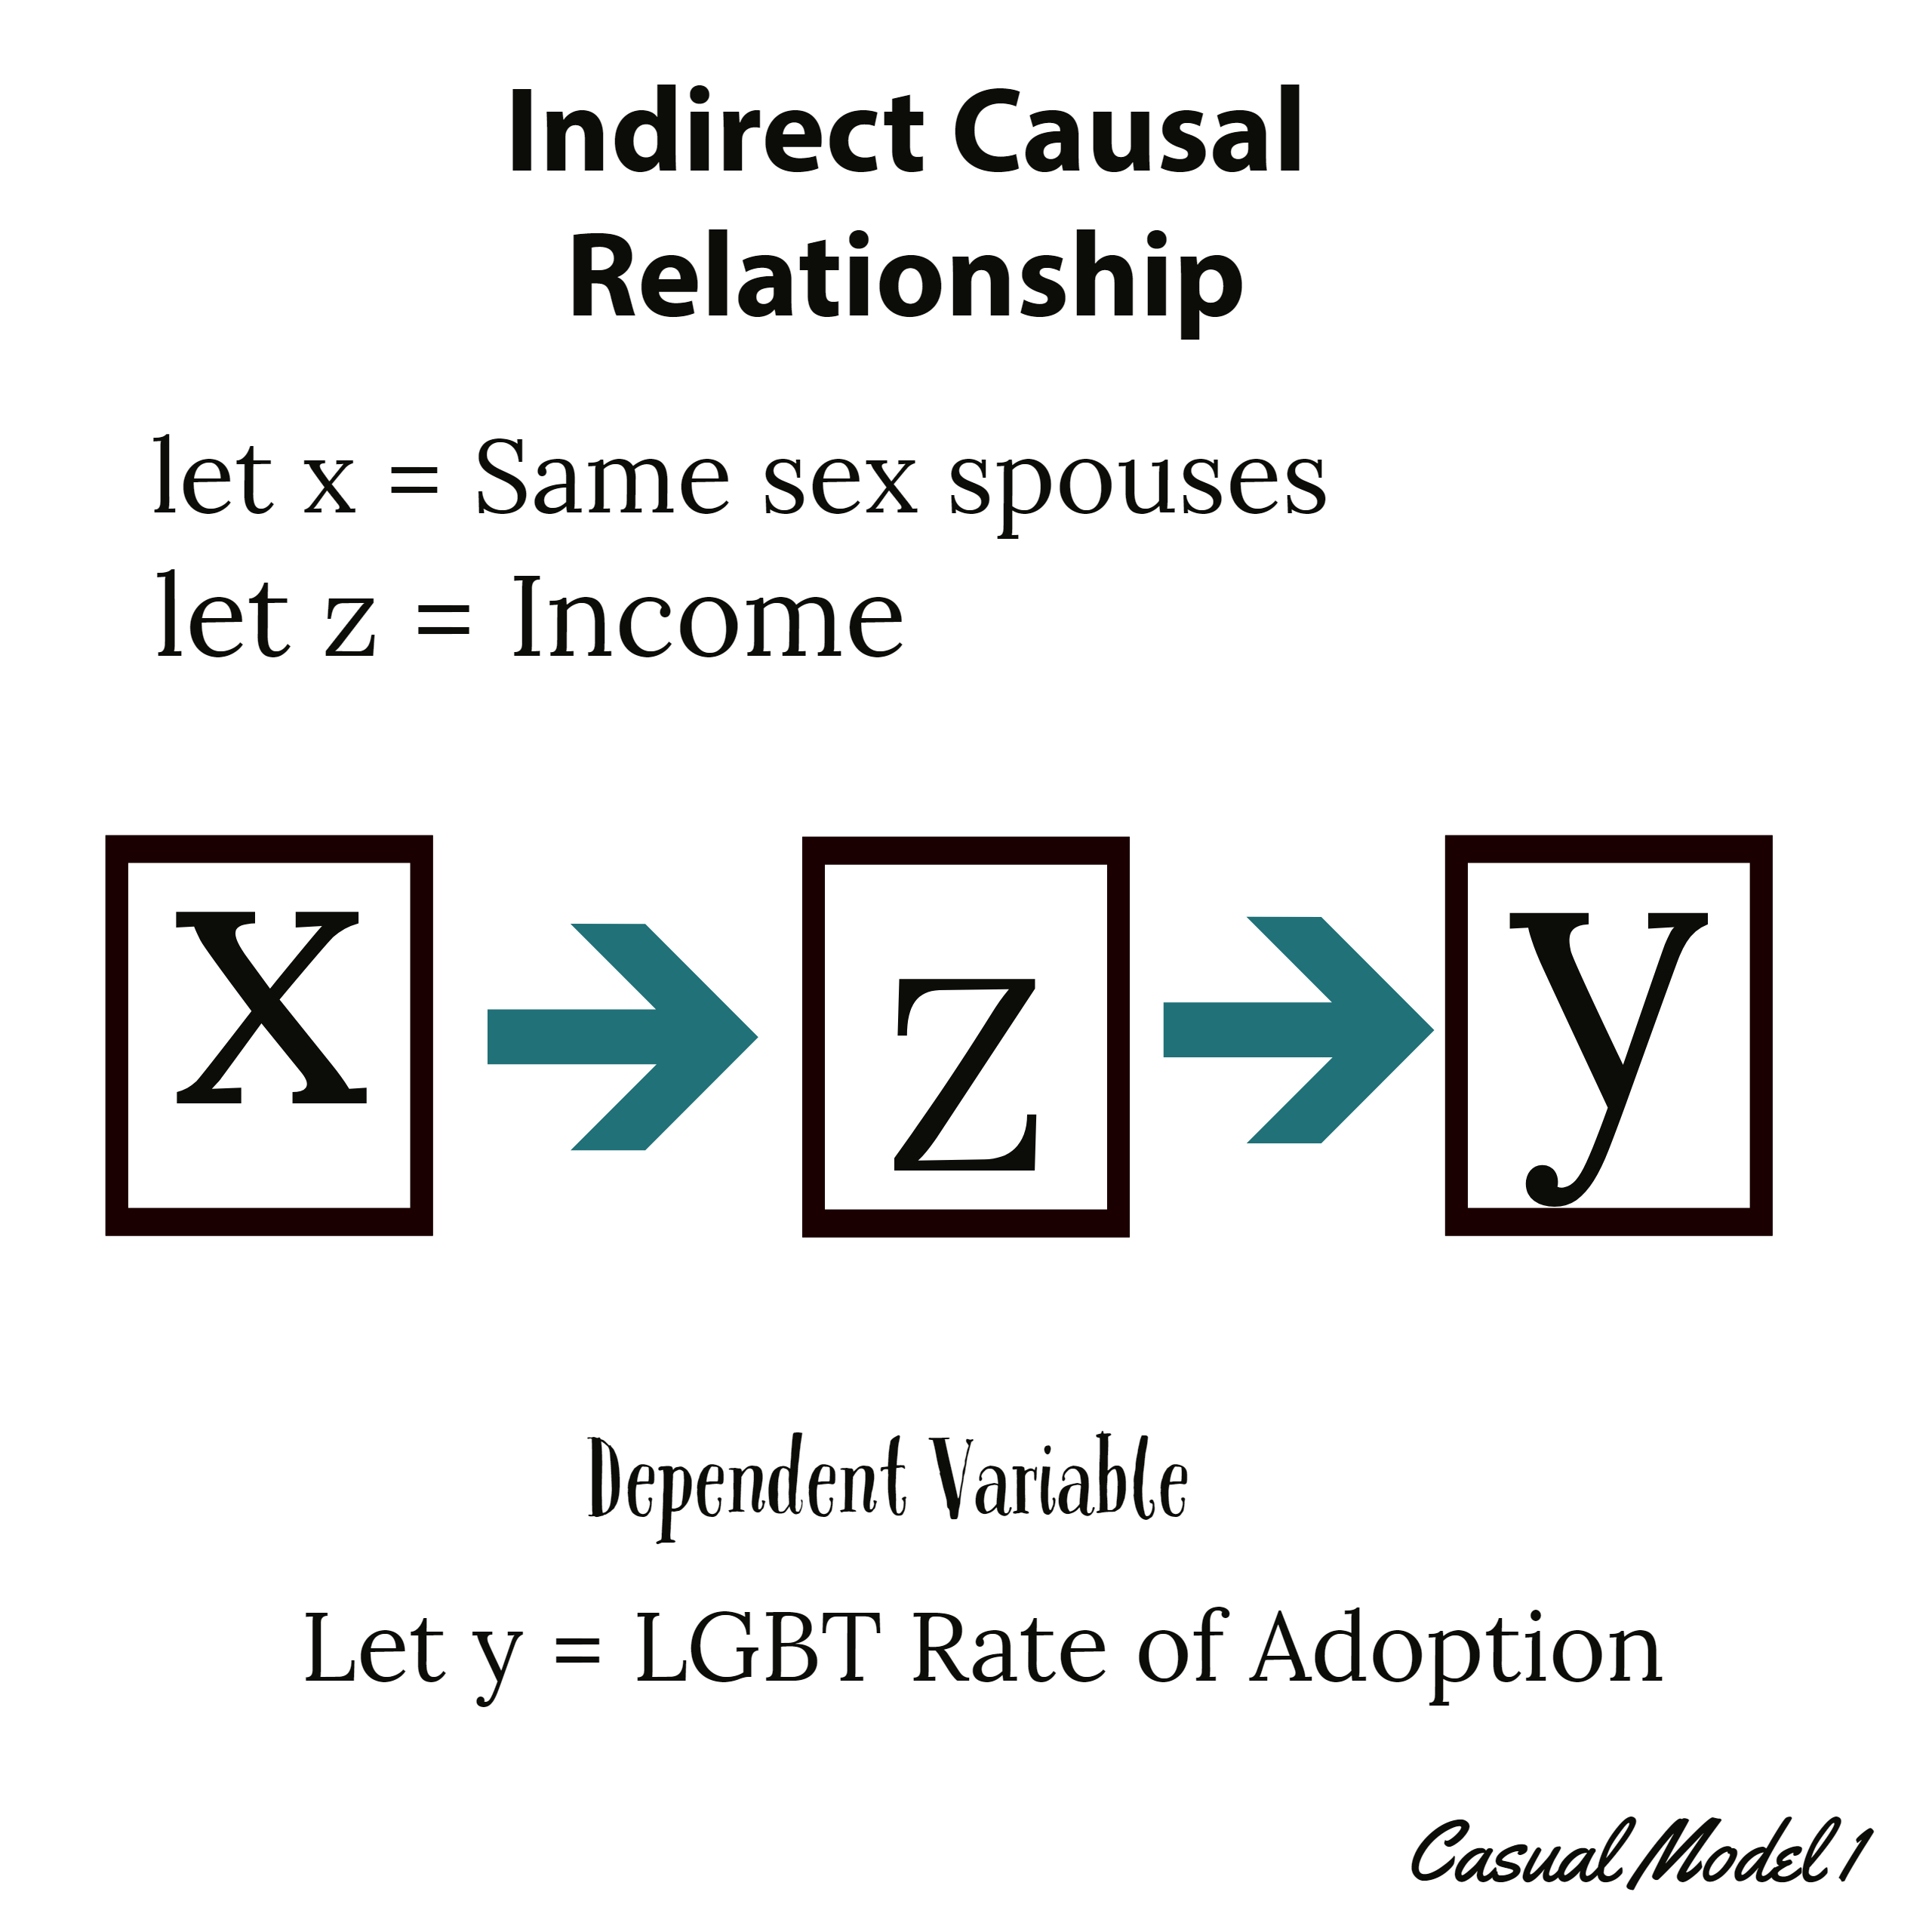 Indirect Causal
Relationship
let x = Same sex spouses
let z = Income
x z y
Dependent Variable
Let y = LGBT Rate of Adoption
Casual Model 1